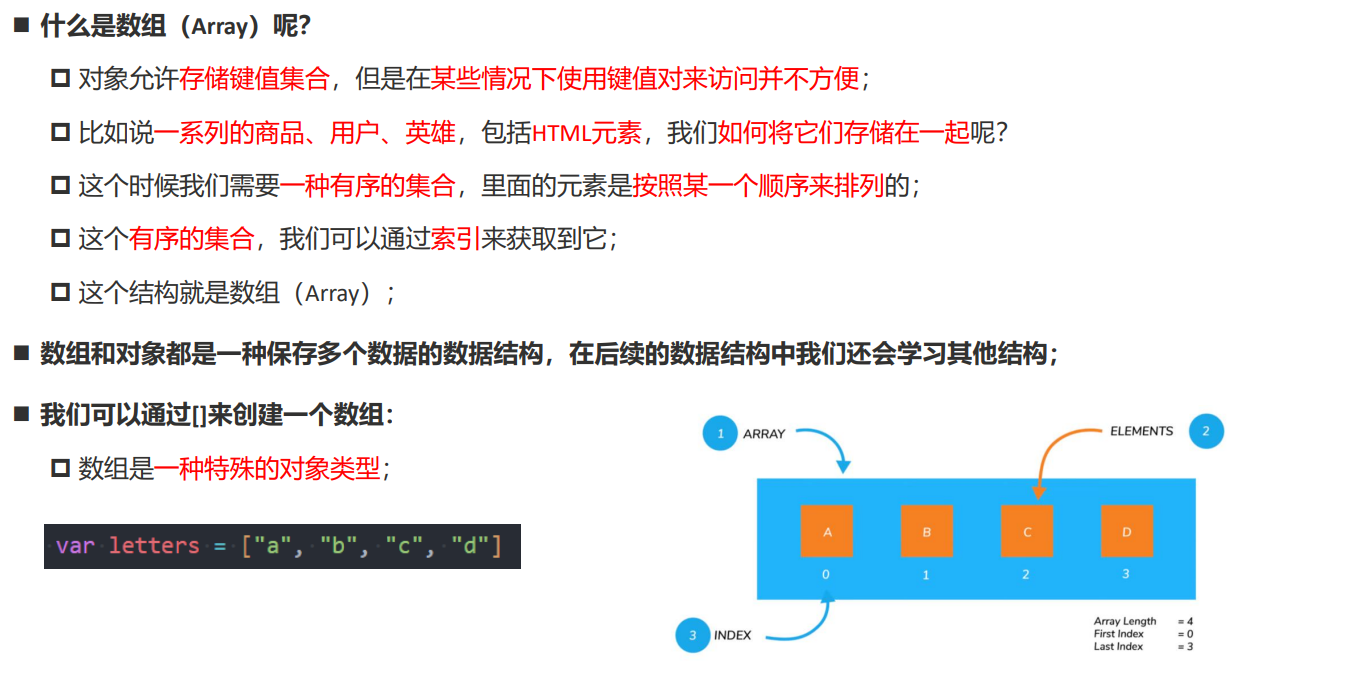 什么是数组（Array）呢？
对象允许存储键值集合，但是在某些情况下使用键值对来访问并不方便；
比如说一系列的商品、用户、英雄，包括HTML元素，我们如何将它们存储在一起呢？
这个时候我们需要一种有序的集合，里面的元素是按照某一个顺序来排列的；
这个有序的集合，我们可以通过索引来获取到它；
这个结构就是数组（Array）；
数组和对象都是一种保存多个数据的数据结构，在后续的数据结构中我们还会学习其他结构；
我们可以通过[]来创建一个数组：
数组是一种特殊的对象类型；
var letters = ["a", "b", "c", "d"]
1 ARRAY
ELEMENTS 2
A B C D
0 1 2 3
3 INDEX
Array Length = 4
First Index = 0
Last Index = 3